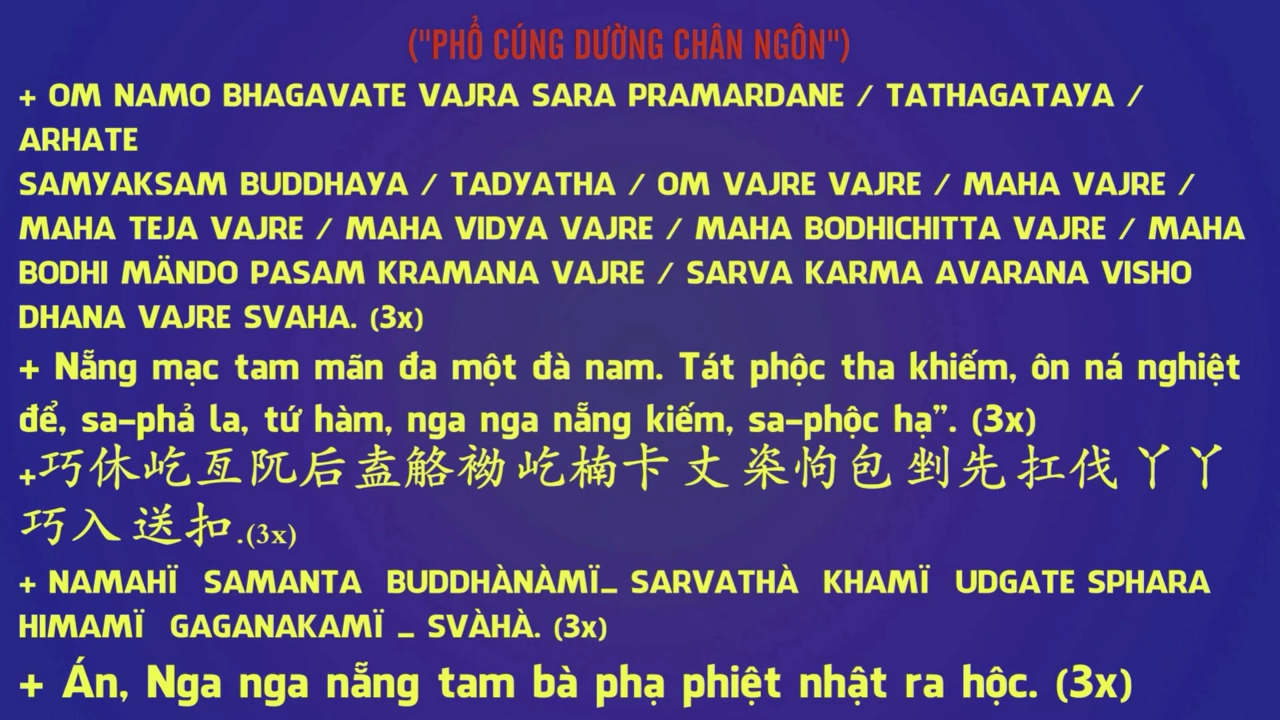 ("PHỔ CÚNG DƯỜNG CHÂN NGÔN")
+ OM NAMO BHAGAVATE VAJRA SARA PRAMARDANE / TATHAGATAYA /
ARHATE
SAMYAKSAM BUDDHAYA / TADYATHA / OM VAJRE VAJRE / MAHA VAJRE /
MAHA TEJA VAJRE / MAHA VIDYA VAJRE / MAHA BODHICHITTA VAJRE / MAHA
BODHI MÄNDO PASAM KRAMANA VAJRE / SARVA KARMA AVARANA VISHO
DHANA VAJRE SVAHA. (3x)
+ Nẵng mạc tam mãn đa một đà nam. Tát phộc tha khiếm, ôn ná nghiệt
để, sa-phả la, tứ hàm, nga nga nẵng kiếm, sa-phộc hạ”. (3x)
+巧休屹亙阢后盍觡袎屹楠卡丈栥怐包剉先扛伐丫丫
巧入送扣.(3x)
+ NAMAHÏ SAMANTA BUDDHÀNÀMÏ_ SARVATHÀ KHAMÏ UDGATE SPHARA
HIMAMÏ GAGANAKAMÏ _ SVÀHÀ. (3x)
+ Án, Nga nga nẵng tam bà phạ phiệt nhật ra hộc. (3x)